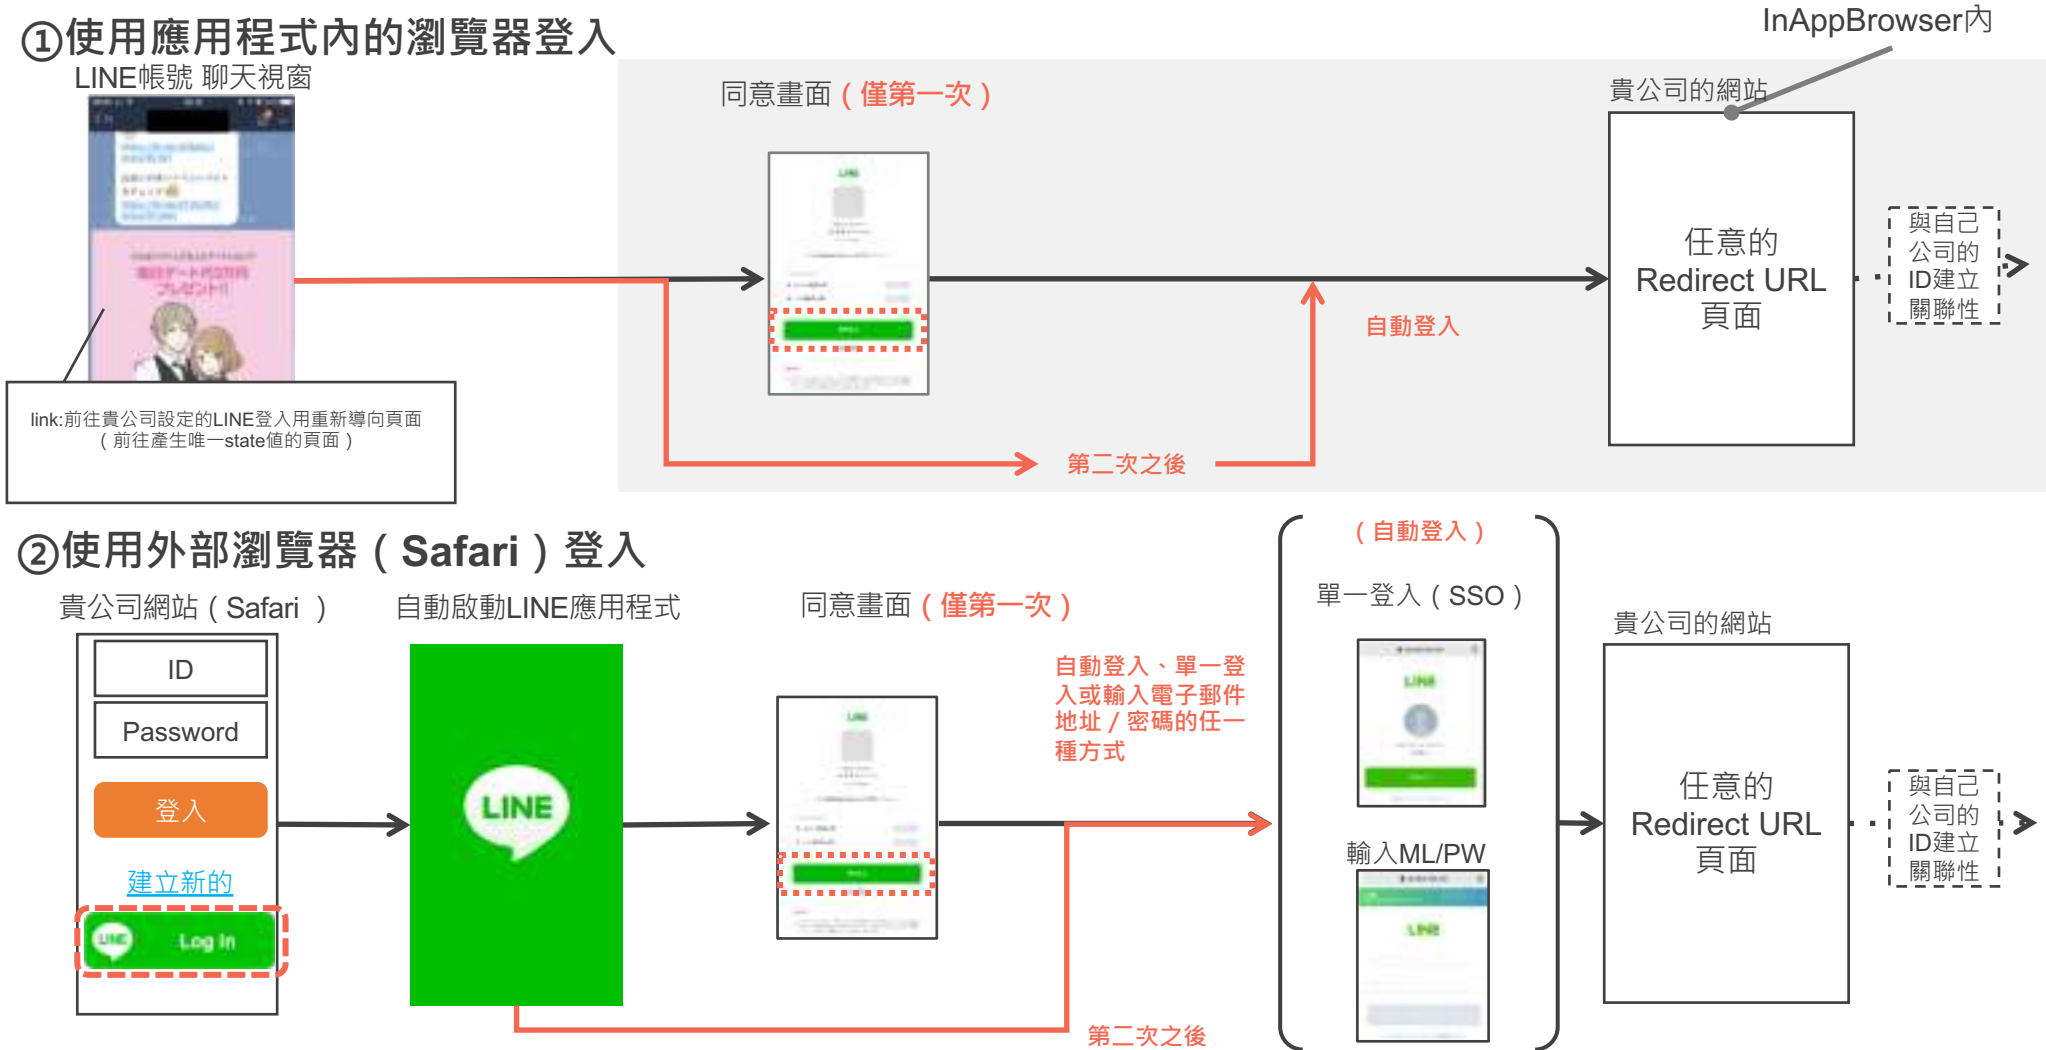 ①使用應用程式內的瀏覽器登入
InAppBrowser內
LINE帳號 聊天視窗
同意畫面(僅第一次)
貴公司的網站
LINE
任意的
Redirect URL
頁面
與自己
公司的
ID建立
關聯性
自動登入
link:前往貴公司設定的LINE登入用重新導向頁面
(前往產生唯一state值的頁面)
第二次之後
②使用外部瀏覽器(Safari)登入
(自動登入)
貴公司網站(Safari )
自動啟動LINE應用程式
同意畫面(僅第一次)
單一登入(SSO)
貴公司的網站
ID
Password
登入
建立新的
LINE
Log in
LINE
LINE
自動登入、單一登
入或輸入電子郵件
地址/密碼的任一
種方式
LINE
輸入ML/PW
LINE
任意的
Redirect URL
頁面
與自己
公司的
ID建立
關聯性
第二次之後